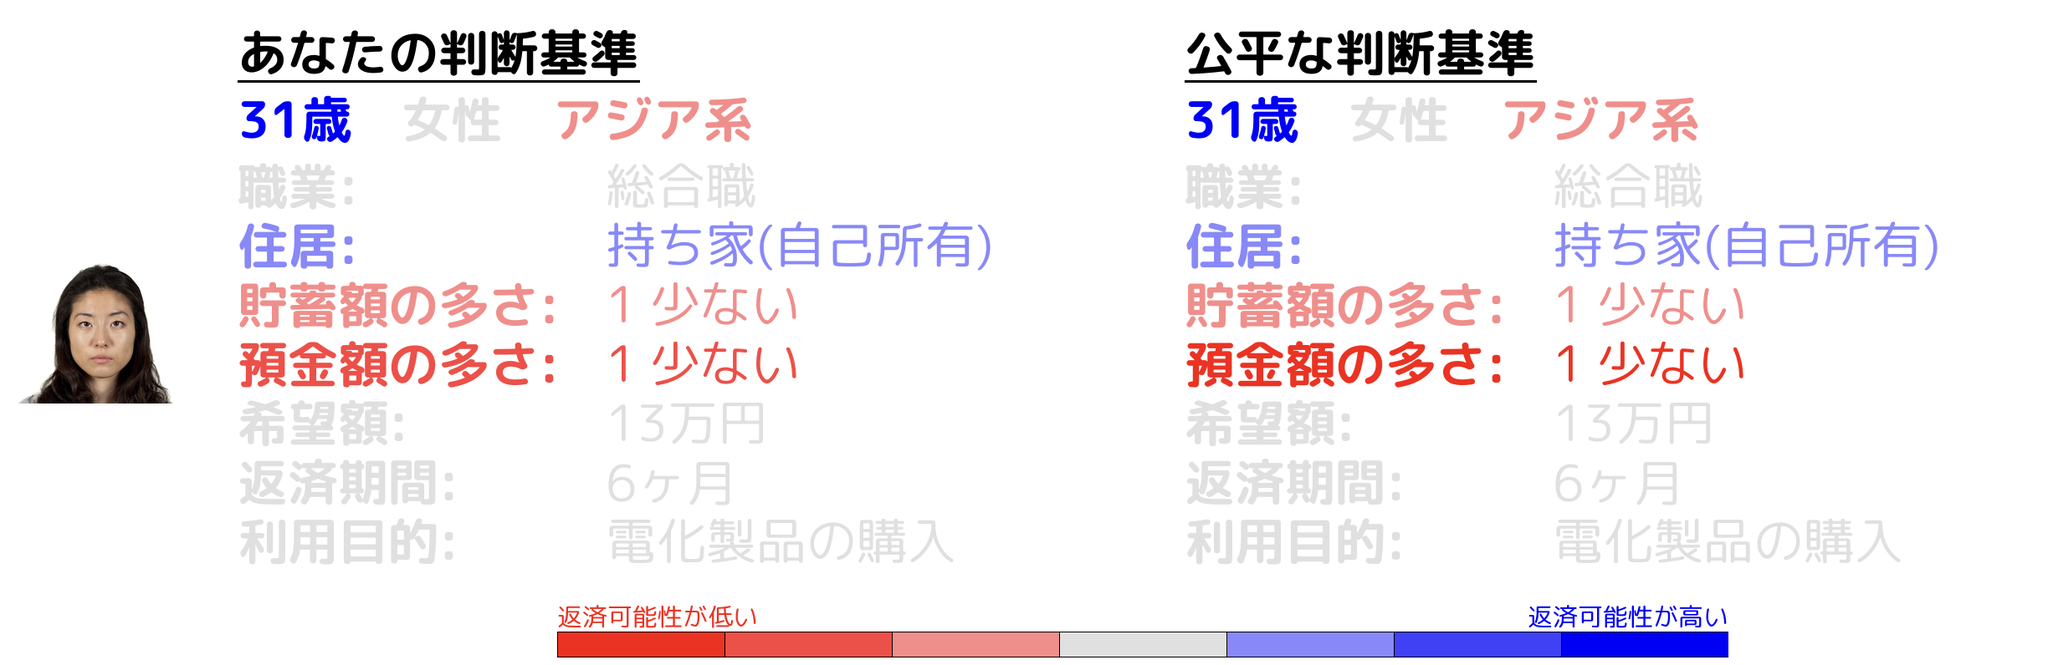 あなたの判断基準
31歳 女性 アジア系
職業: 総合職
住居: 持ち家(自己所有)
貯蓄額の多さ: 1 少ない
預金額の多さ: 1 少ない
希望額: 13万円
返済期間: 6ヶ月
利用目的: 電化製品の購入
公平な判断基準
31歳 女性 アジア系
職業: 総合職
住居: 持ち家(自己所有)
貯蓄額の多さ: 1 少ない
預金額の多さ: 1 少ない
希望額: 13万円
返済期間: 6ヶ月
利用目的: 電化製品の購入
返済可能性が低い 返済可能性が高い